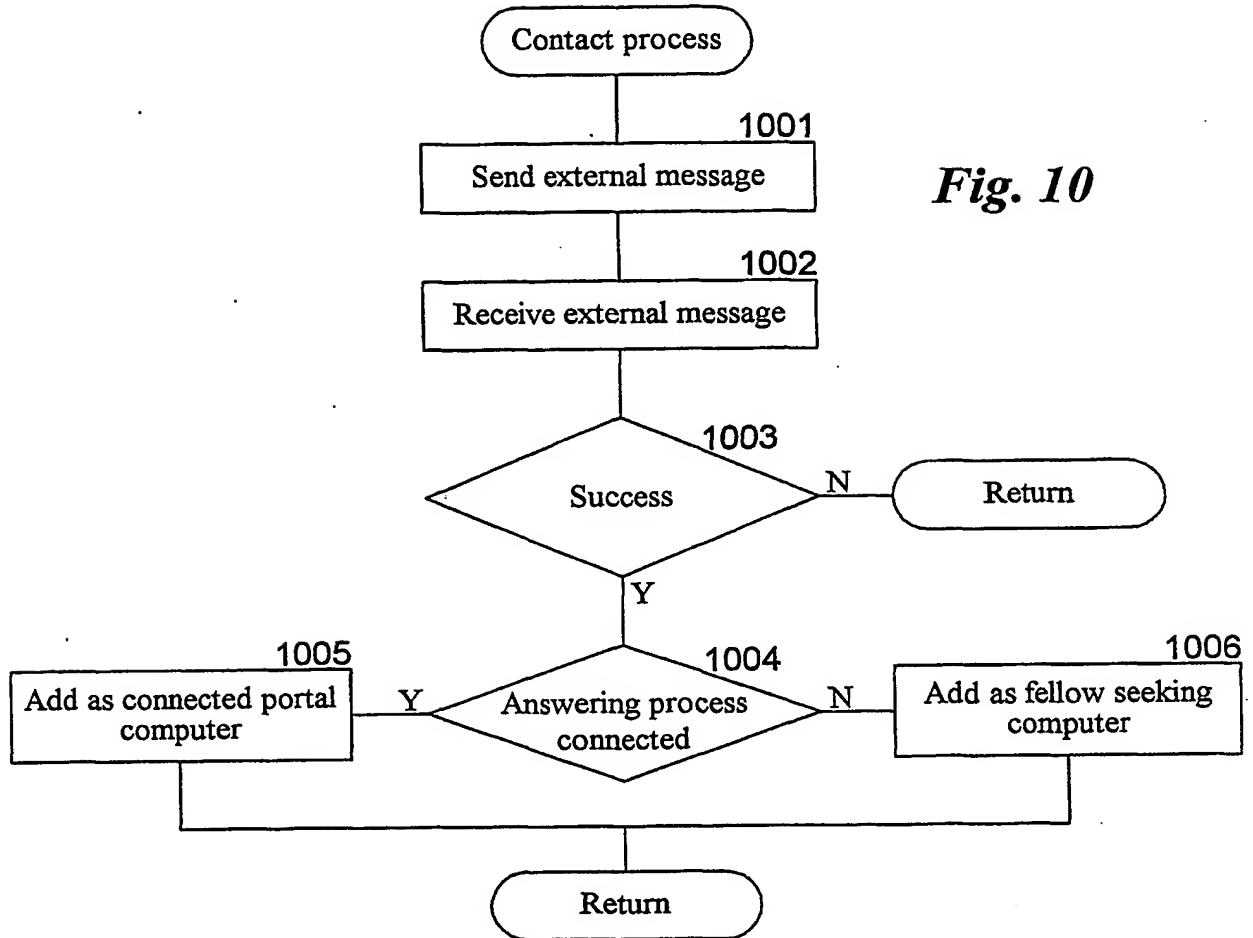 Contact process
1001
Send external message
Fig. 10
1002
Receive external message
1003
Success
N
Return
Y
1005
Add as connected portal
computer
Y
1004
Answering process
connected
N
1006
Add as fellow seeking
computer
Return